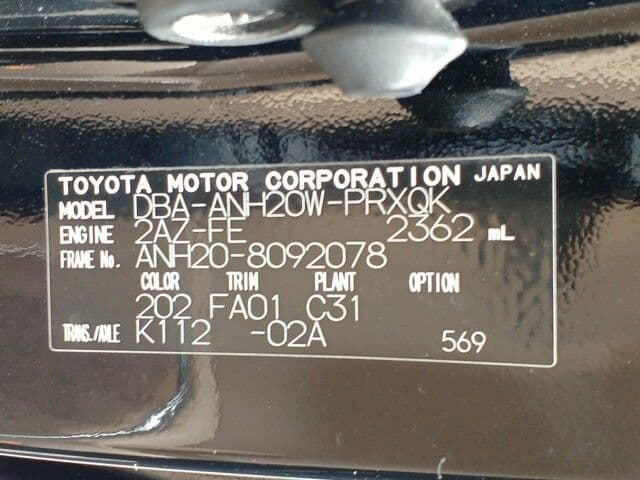 TOYOTA MOTOR CORPORATION JAPAN
MODEL DBA-ANH20W-PRXQK
ENGINE 2AZ-FE 2362 mL
FRAME No. ANH20-8092078
COLOR TRIM PLANT OPTION
202 FA01 C31
TRANS./AXLE K112 -02A 569